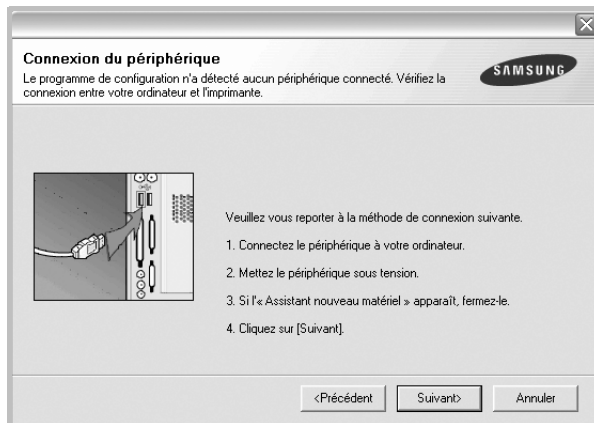 Connexion du périphérique
Le programme de configuration n'a détecté aucun périphérique connecté. Vérifiez la
connexion entre votre ordinateur et l'imprimante.
SAMSUNG
Veuillez vous reporter à la méthode de connexion suivante.
1. Connectez le périphérique à votre ordinateur.
2. Mettez le périphérique sous tension.
3. Si l'« Assistant nouveau matériel » apparaît, fermez-le.
4. Cliquez sur [Suivant].
<Précédent
Suivant>
Annuler